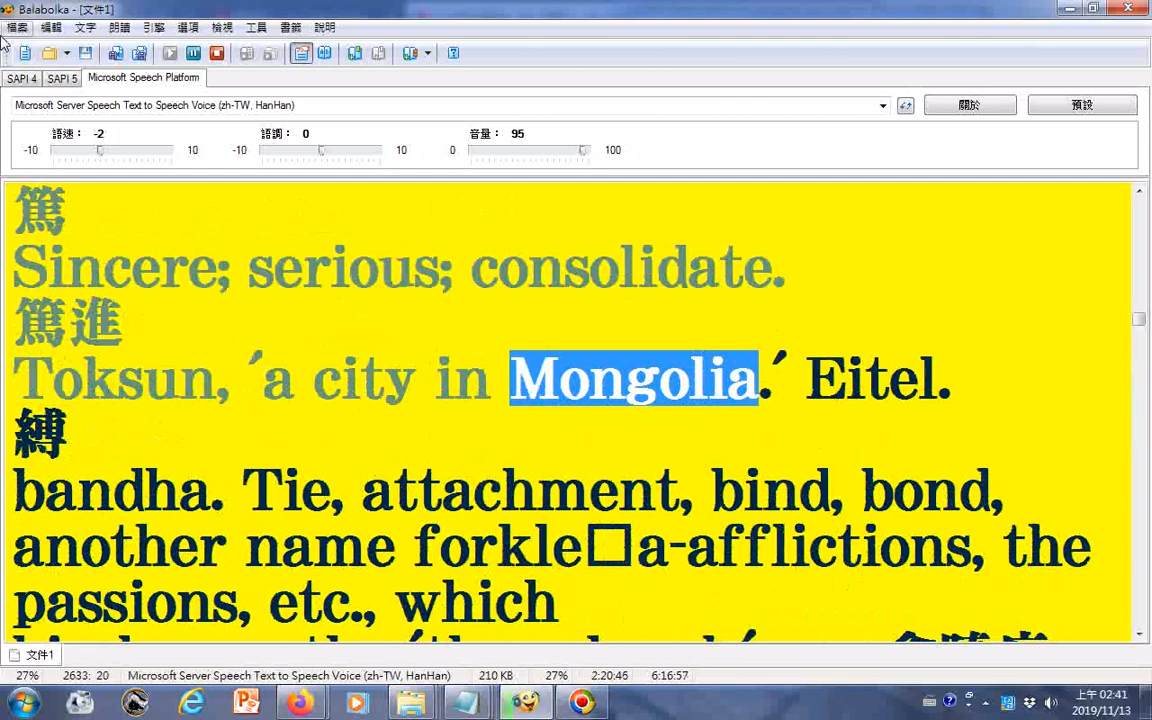 Balabolka - [文件1]
檔案 編輯 文字 朗讀 引擎 選項 檢視 工具 書籤 說明
SAPI 4 SAPI 5 Microsoft Speech Platform
Microsoft Server Speech Text to Speech Voice (zh-TW, HanHan) 關於 預設
語速： -2 語調： 0 音量： 95
-10 10 -10 10 0 100
篤
Sincere; serious; consolidate.
篤進
Toksun, ´a city in Mongolia.´ Eitel.
縛
bandha. Tie, attachment, bind, bond,
another name forkle□a-afflictions, the
passions, etc., which
文件1
27% 2633: 20 Microsoft Server Speech Text to Speech Voice (zh-TW, HanHan) 210 KB 27% 2:20:46 6:16:57
上午 02:41
2019/11/13